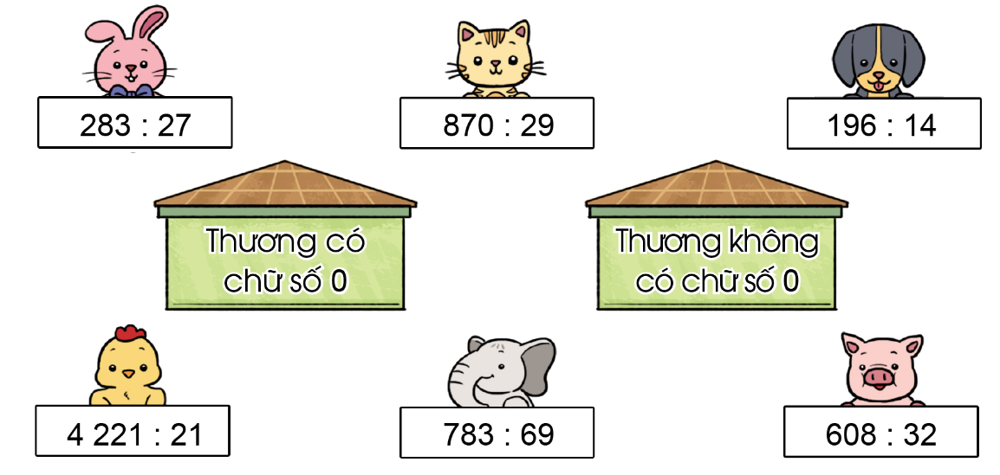 283 : 27
870 : 29
196 : 14
Thương có
chữ số 0
Thương không
có chữ số 0
4 221 : 21
783 : 69
608 : 32